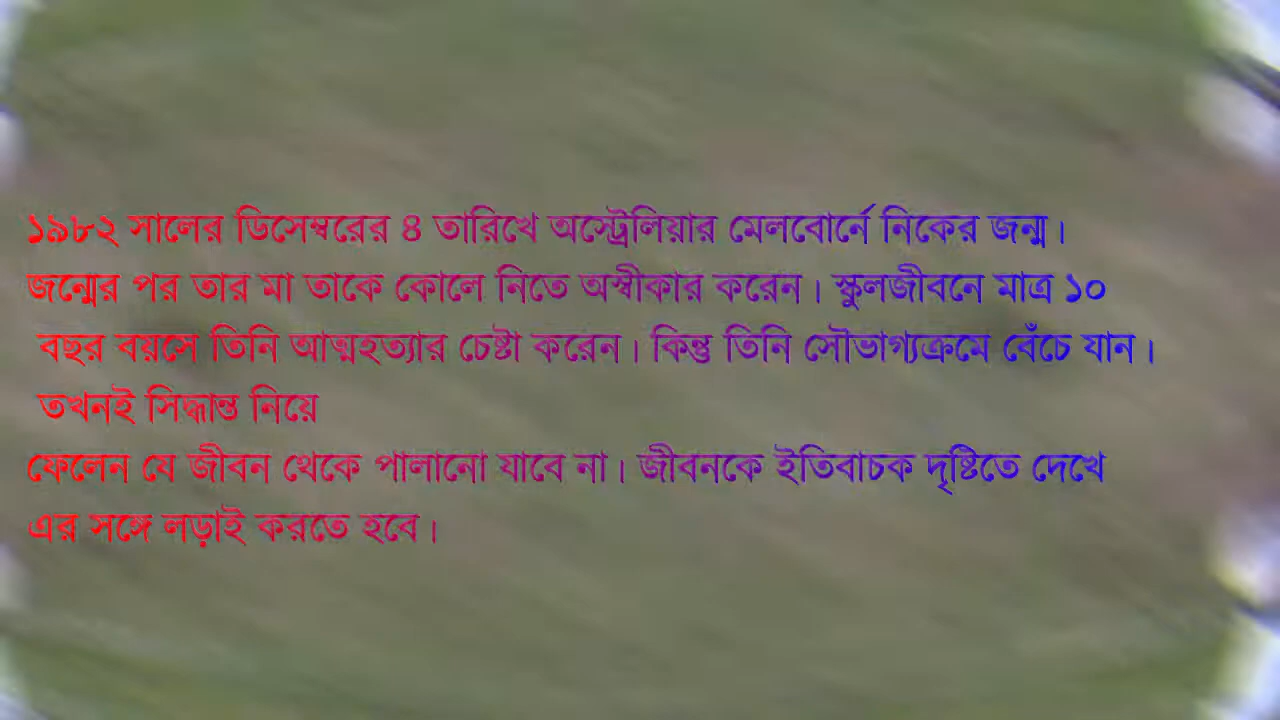 ১৯৮২ সালের ডিসেম্বরের ৪ তারিখে অস্ট্রেলিয়ার মেলবোর্নে নিকের জন্ম।
জন্মের পর তার মা তাকে কোলে নিতে অস্বীকার করেন। স্কুলজীবনে মাত্র ১০
বছর বয়সে তিনি আত্মহত্যার চেষ্টা করেন। কিন্তু তিনি সৌভাগ্যক্রমে বেঁচে যান।
তখনই সিদ্ধান্ত নিয়ে
ফেলেন যে জীবন থেকে পালানো যাবে না। জীবনকে ইতিবাচক দৃষ্টিতে দেখে
এর সঙ্গে লড়াই করতে হবে।